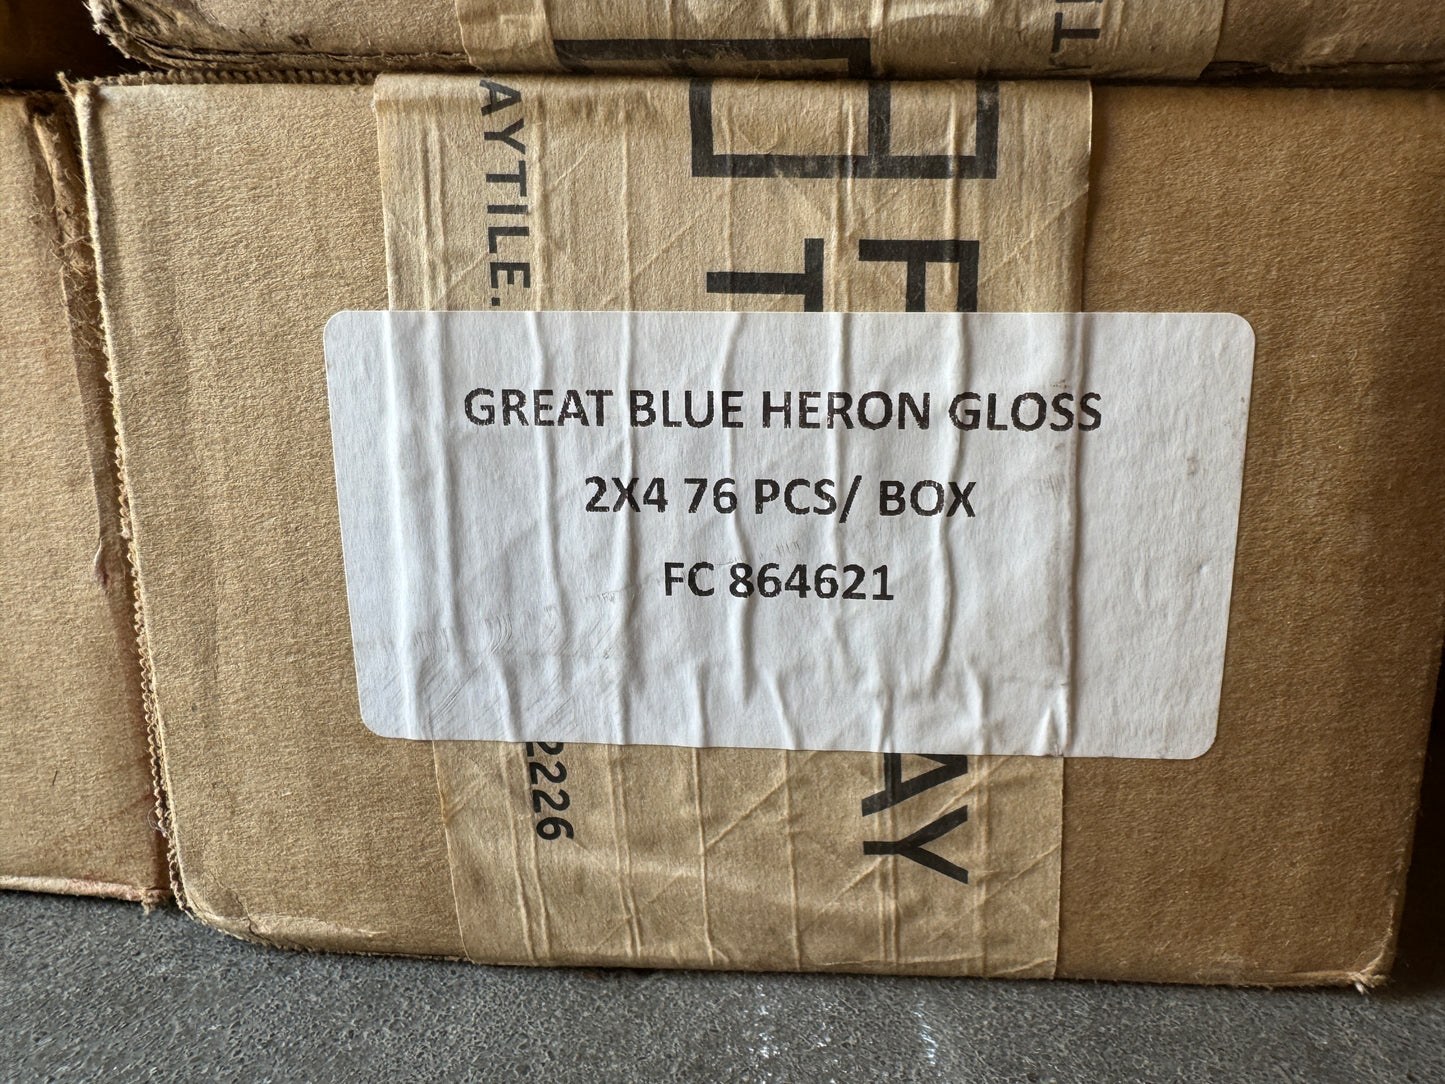 AYTILE.
GREAT BLUE HERON GLOSS
2X4 76 PCS/ BOX
FC 864621
2226
AY